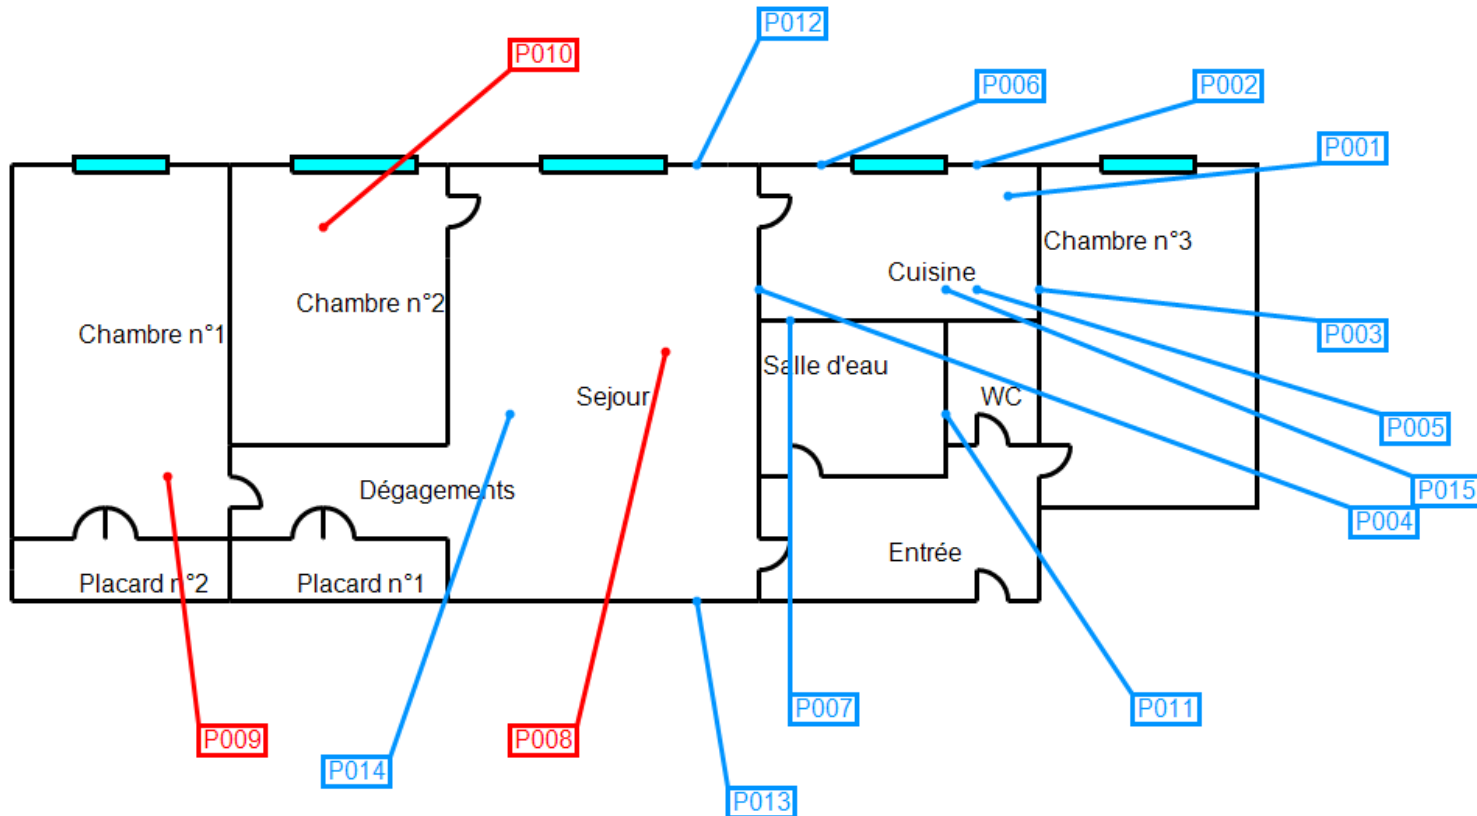 P012
P010
P006
P002
P001
Chambre n°3
Cuisine
Chambre n°2
Chambre n°1
P003
Salle d'eau
Sejour
WC
P005
Dégagements
P015
P004
Entrée
Placard n°2
Placard n°1
P007
P011
P009
P008
P014
P013